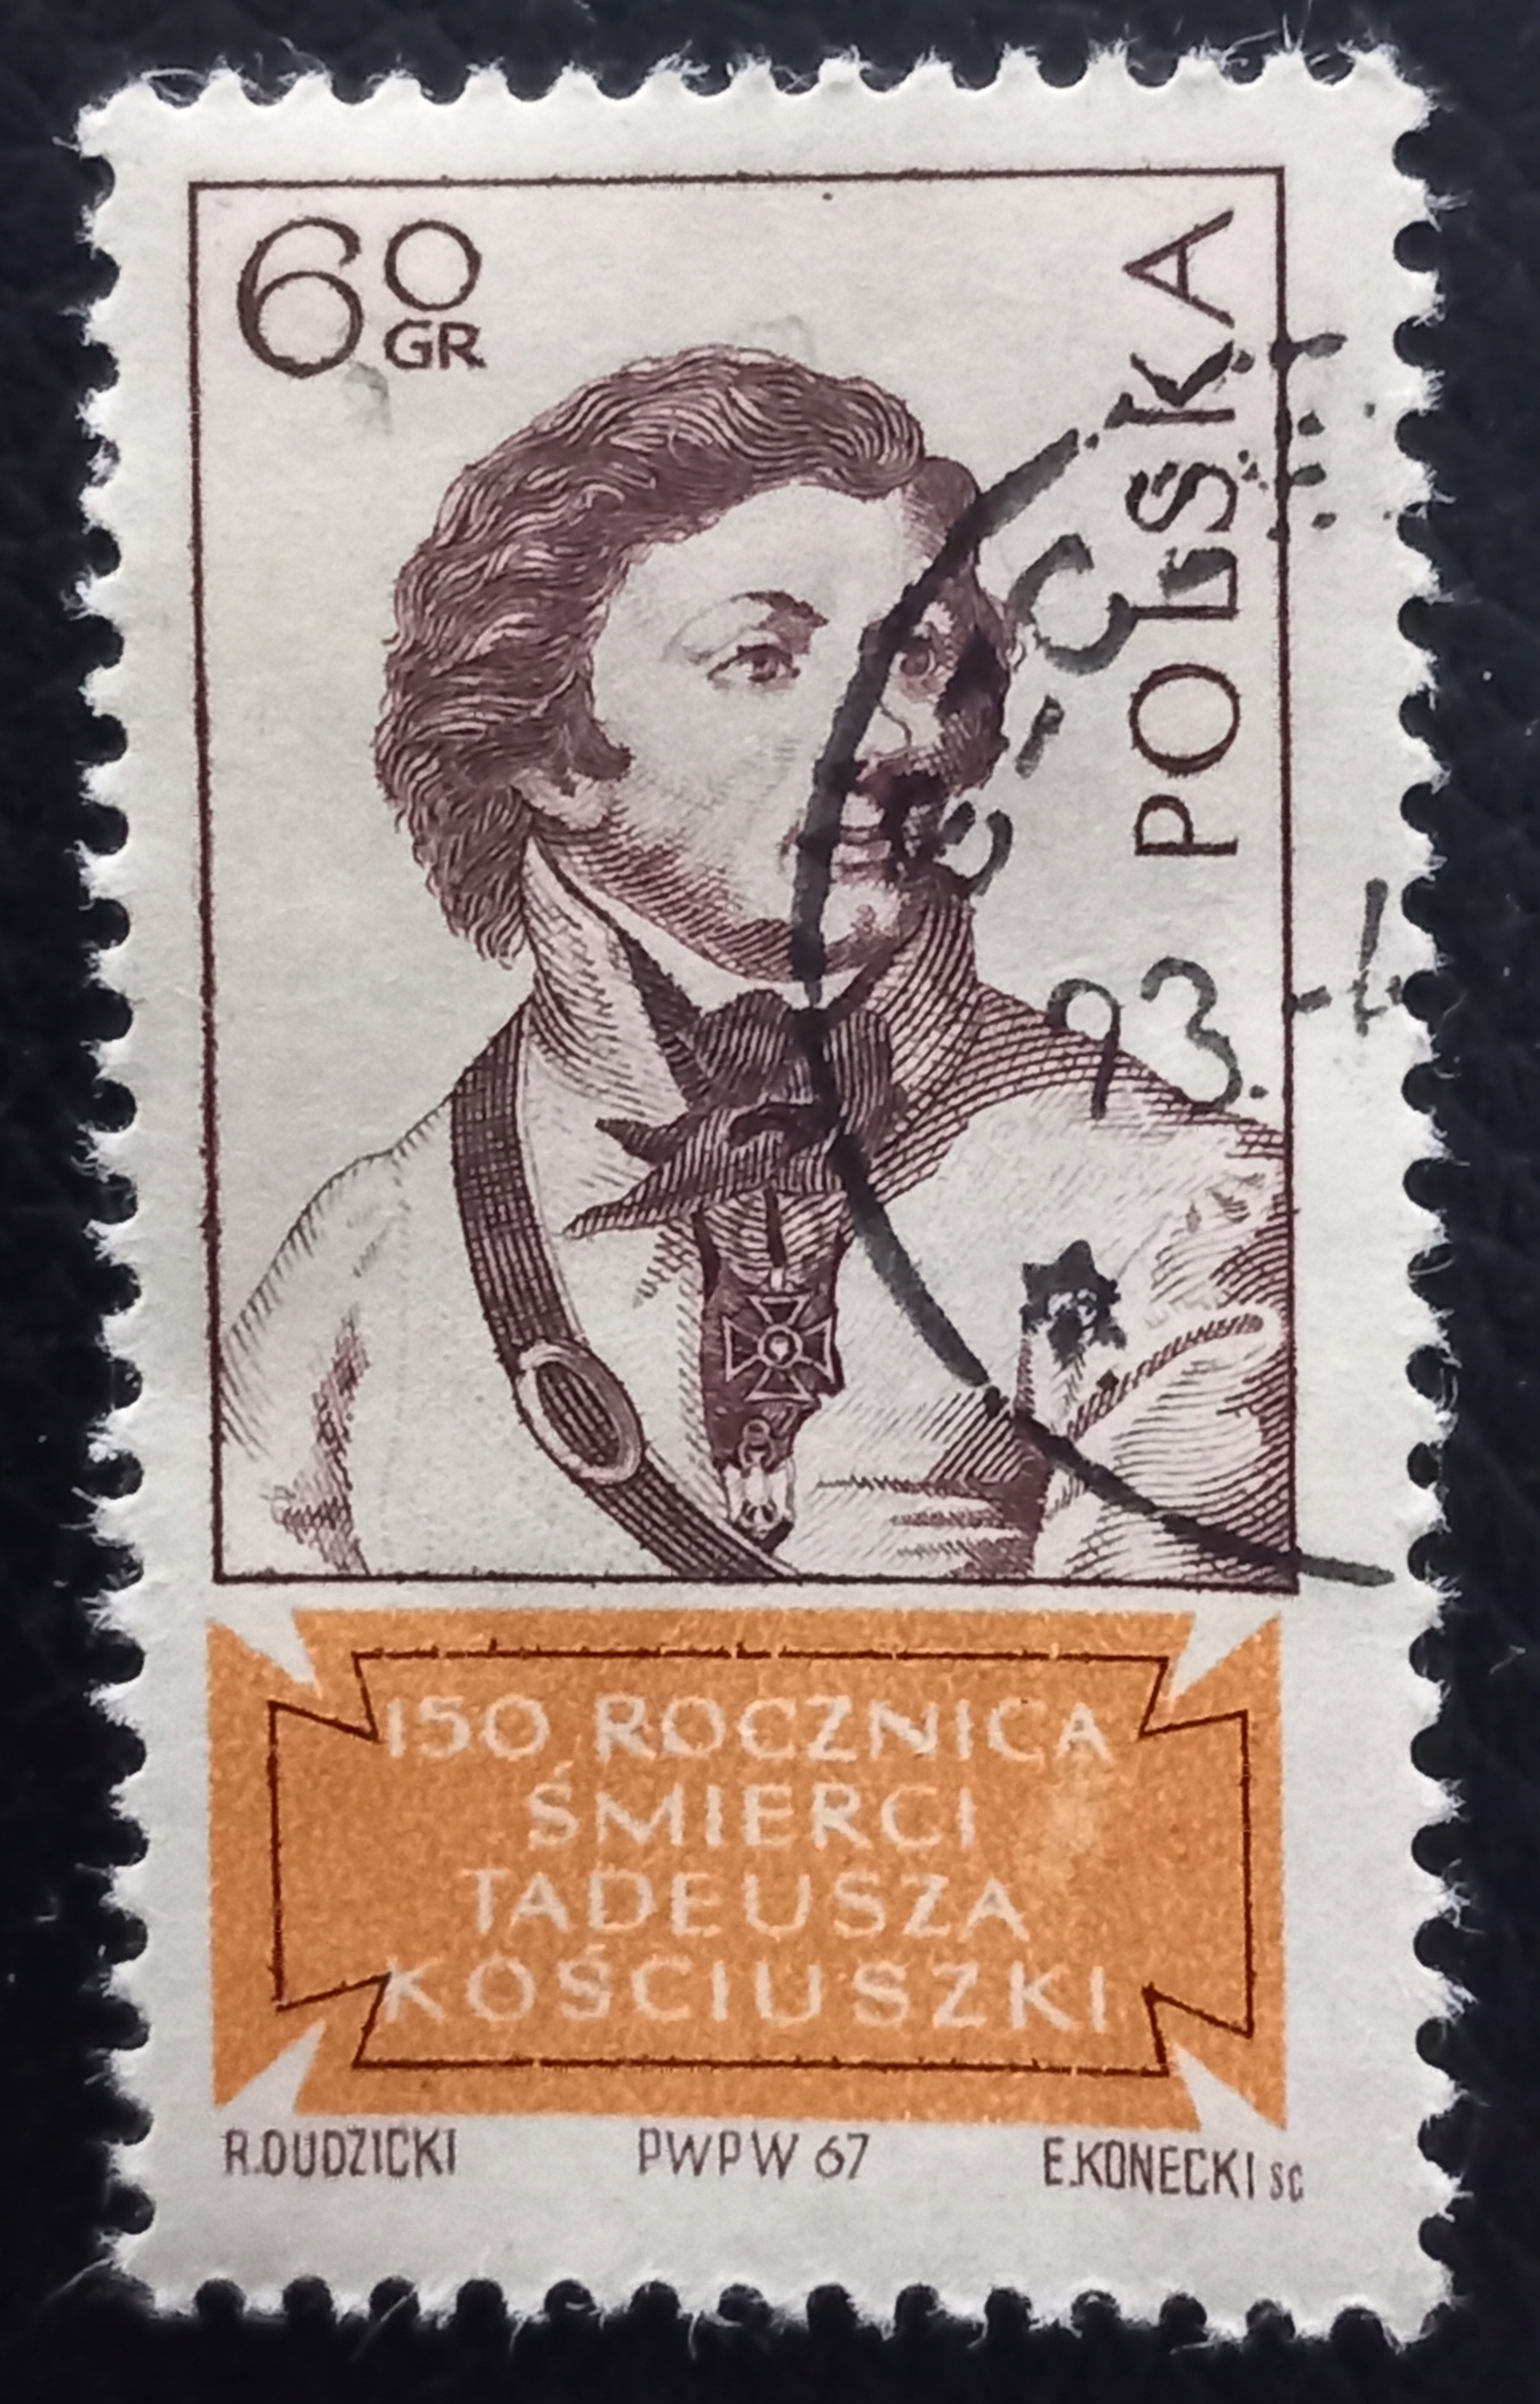 60
GR
POLSKA
150 ROCZNICA
ŚMIERCI
TADEUSZA
KOŚCIUSZKI
R.DUDZICKI
PWPW 67
E.KONECKI SC